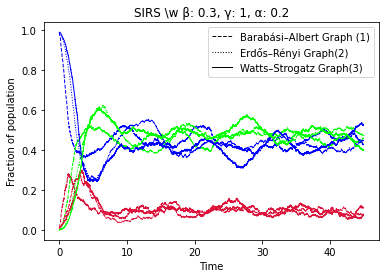 SIRS \w β: 0.3, γ: 1, α: 0.2
Barabási–Albert Graph (1)
Erdős–Rényi Graph(2)
Watts–Strogatz Graph(3)
Fraction of population
1.0
0.8
0.6
0.4
0.2
0.0
0
10
20
30
40
Time